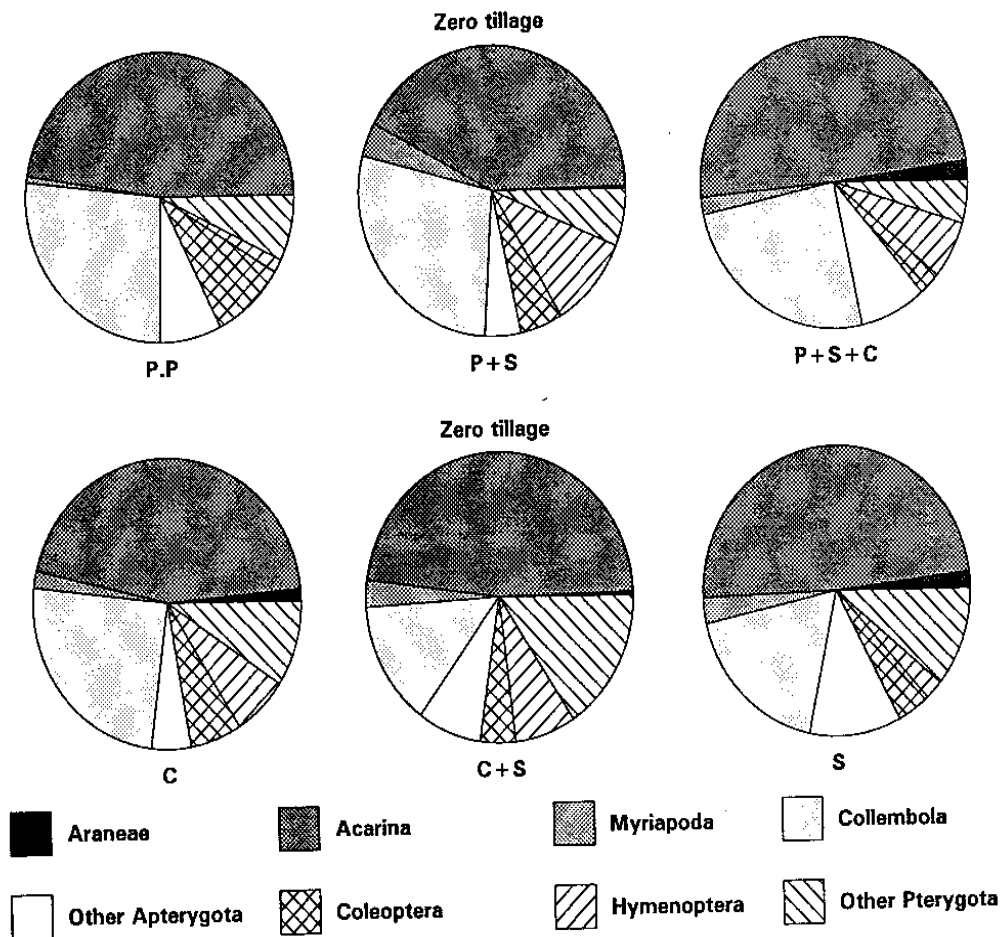 Zero tillage
P.P
P+S
P+S+C
Zero tillage
C
C+S
S
Araneae
Acarina
Myriapoda
Collembola
Other Apterygota
Coleoptera
Hymenoptera
Other Pterygota